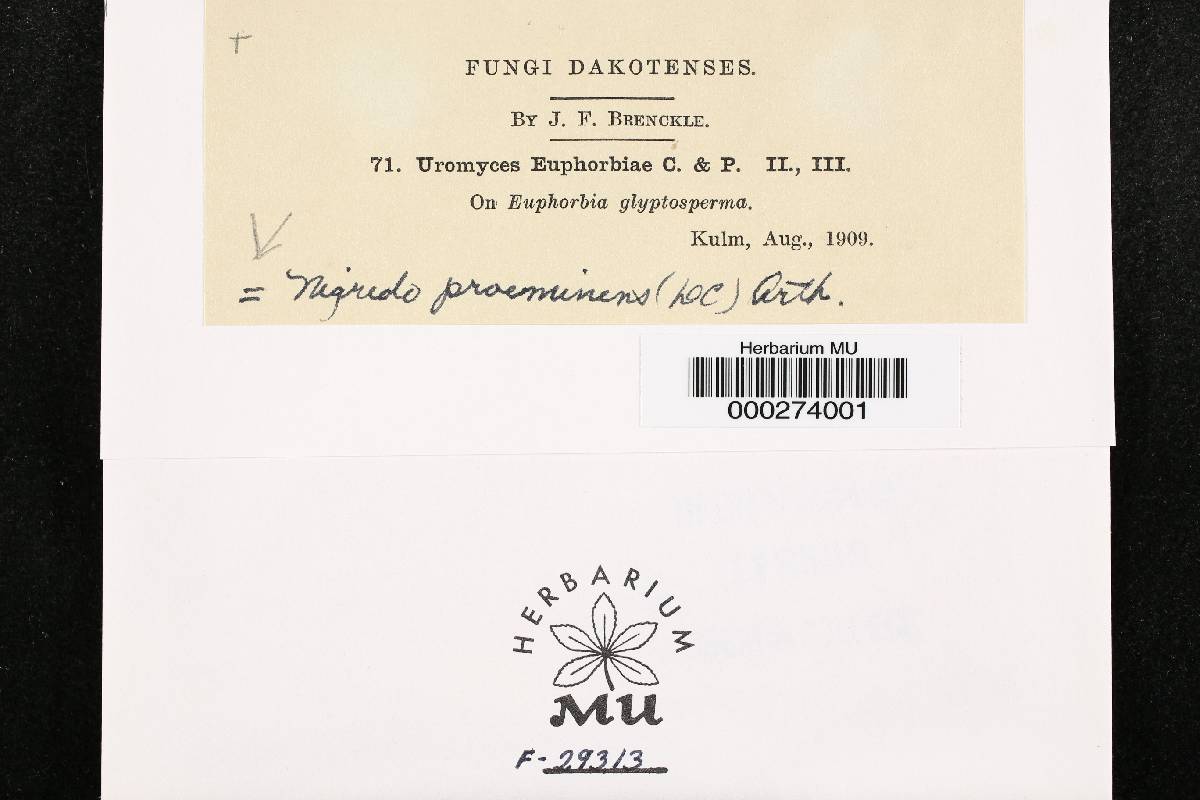 +
FUNGI DAKOTENSES.
BY J. F. BRENCKLE.
71. Uromyces Euphorbiae C. & P. II., III.
On Euphorbia glyptosperma.
Kulm, Aug., 1909.
= Nigredo proeminens (DC) Arth.
Herbarium MU
000274001
HERBARIUM
MU
F-29313